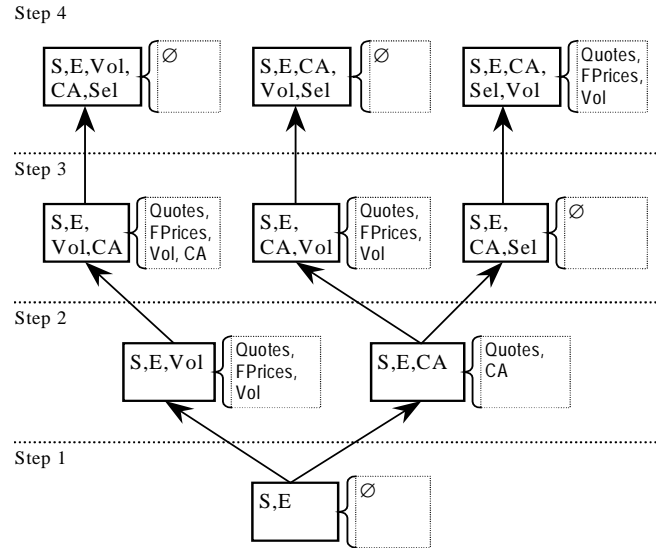 Step 4
S,E,Vol,
CA,Sel
∅
S,E,CA,
Vol,Sel
∅
S,E,CA,
Sel,Vol
Quotes,
FPrices,
Vol
Step 3
S,E,
Vol,CA
Quotes,
FPrices,
Vol, CA
S,E,
CA,Vol
Quotes,
FPrices,
Vol
S,E,
CA,Sel
∅
Step 2
S,E,Vol
Quotes,
FPrices,
Vol
S,E,CA
Quotes,
CA
Step 1
S,E
∅